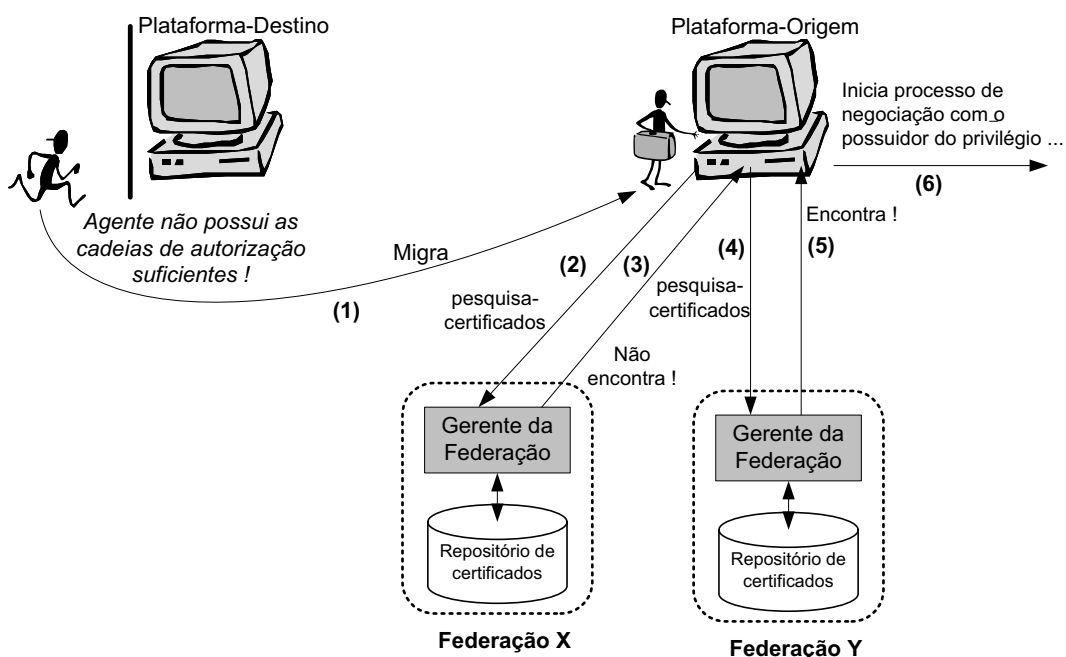 Plataforma-Destino
Plataforma-Origem
Inicia processo de
negociação com o
possuidor do privilégio ...
(6)
Agente não possui as
cadeias de autorização
suficientes !
Migra
(1)
(2)
(3)
(4)
Encontra !
(5)
pesquisa-
certificados
pesquisa-
certificados
Não
encontra !
Gerente da
Federação
Repositório de
certificados
Federação X
Gerente da
Federação
Repositório de
certificados
Federação Y